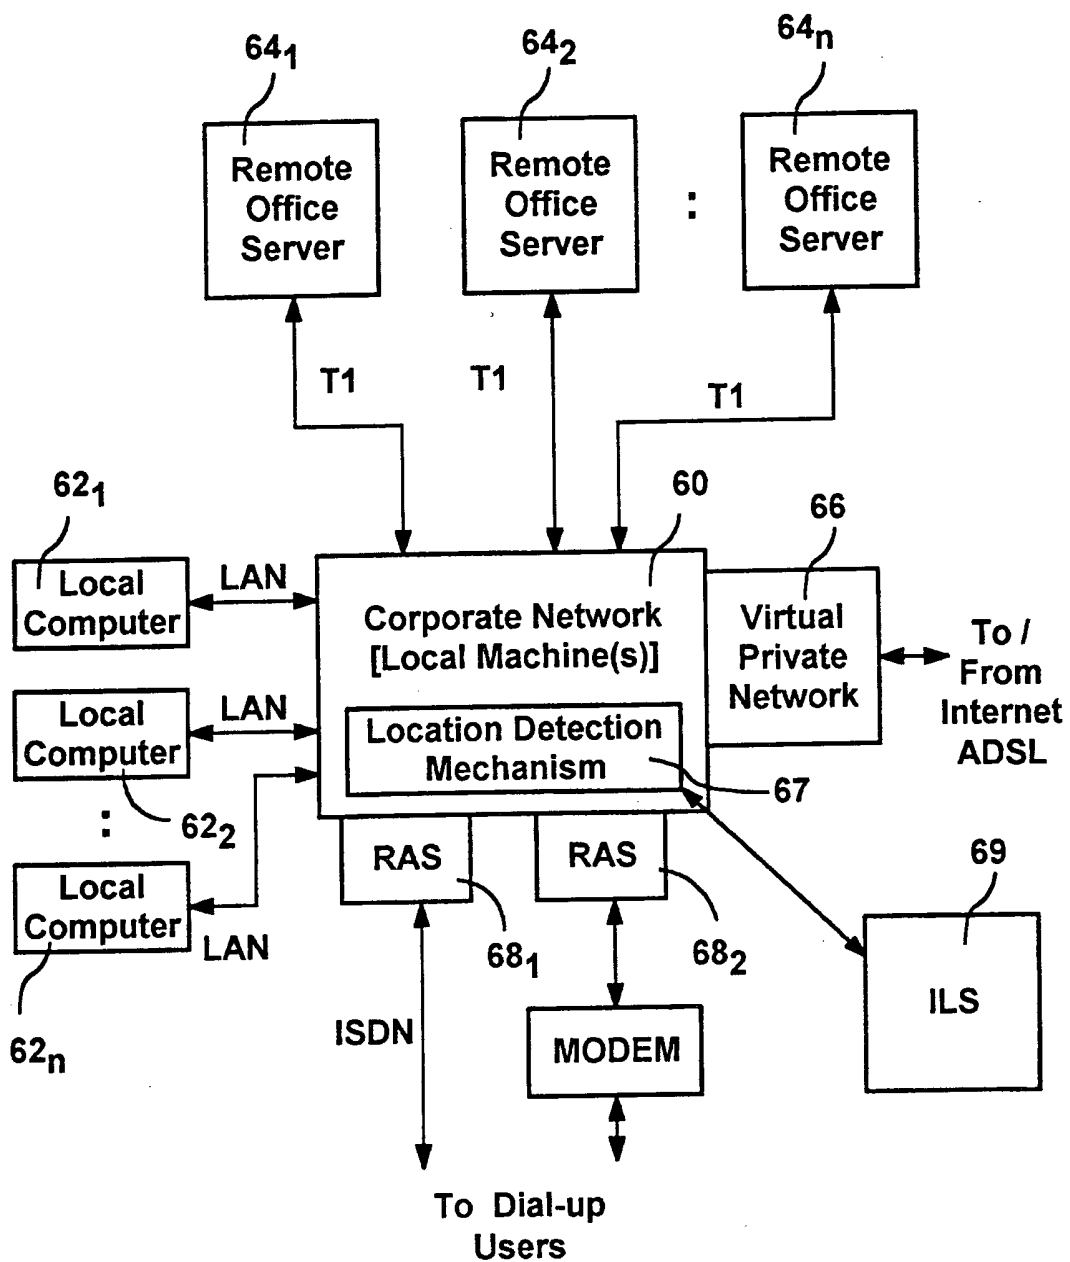 64₁
64₂
64ₙ
Remote
Office
Server
Remote
Office
Server
:
Remote
Office
Server
T1
T1
T1
62₁
60
66
Local
Computer
LAN
Corporate Network
[Local Machine(s)]
Virtual
Private
Network
To /
From
Internet
ADSL
Local
Computer
LAN
Location Detection
Mechanism
67
62₂
:
RAS
RAS
69
Local
Computer
LAN
68₁
68₂
62ₙ
ISDN
MODEM
ILS
To Dial-up
Users